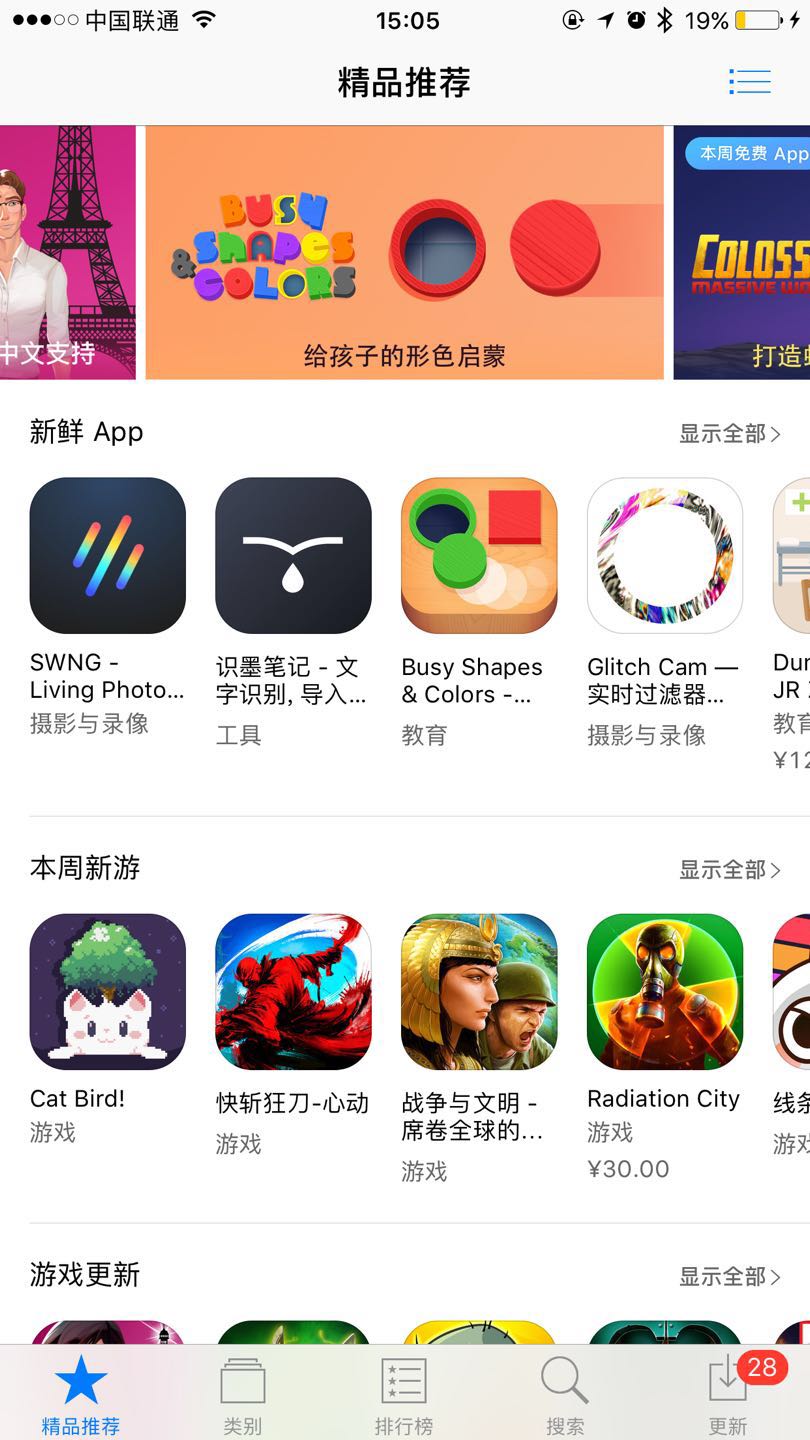 中国联通
15:05
19%
精品推荐
中文支持
BUSY
SHAPES
& COLORS
给孩子的形色启蒙
本周免费 App
COLOSS
MASSIVE WO
打造
新鲜 App
显示全部
SWNG -
Living Photo...
摄影与录像
识墨笔记 - 文
字识别, 导入...
工具
Busy Shapes
& Colors -...
教育
Glitch Cam —
实时过滤器...
摄影与录像
JR
教育
¥12
本周新游
显示全部
Cat Bird!
游戏
快斩狂刀-心动
游戏
战争与文明 -
席卷全球的...
游戏
Radiation City
游戏
¥30.00
线条
游戏
游戏更新
显示全部
精品推荐
类别
排行榜
搜索
28
更新